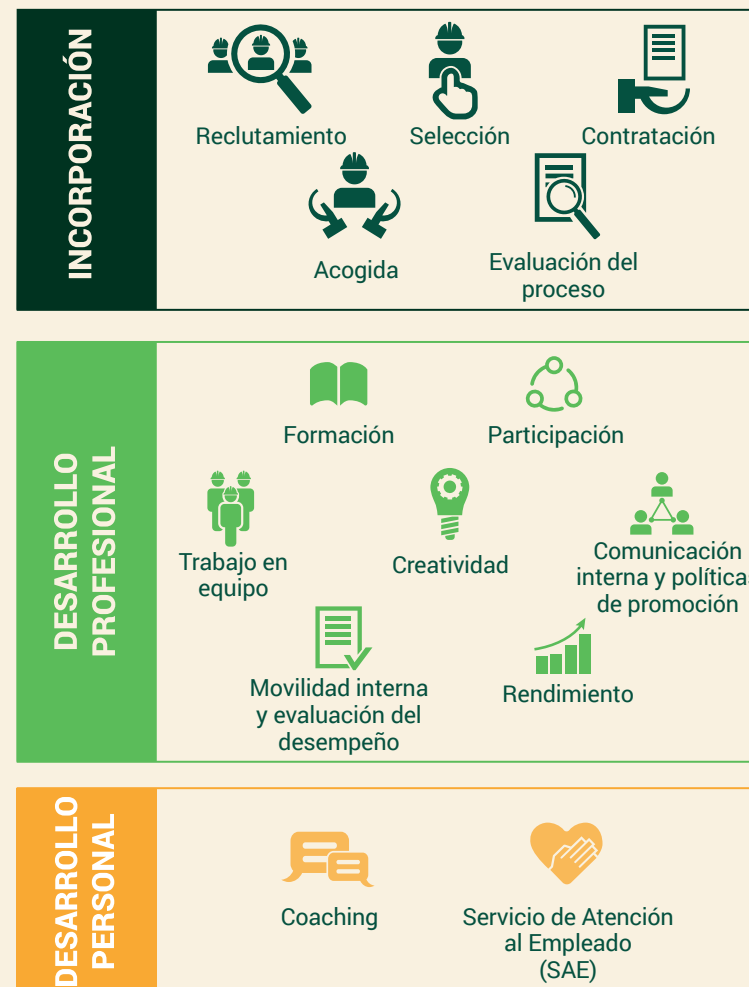 INCORPORACIÓN
Reclutamiento
Selección
Contratación
Acogida
Evaluación del
proceso
DESARROLLO
PROFESIONAL
Formación
Participación
Trabajo en
equipo
Creatividad
Comunicación
interna y políticas
de promoción
Movilidad interna
y evaluación del
desempeño
Rendimiento
DESARROLLO
PERSONAL
Coaching
Servicio de Atención
al Empleado
(SAE)